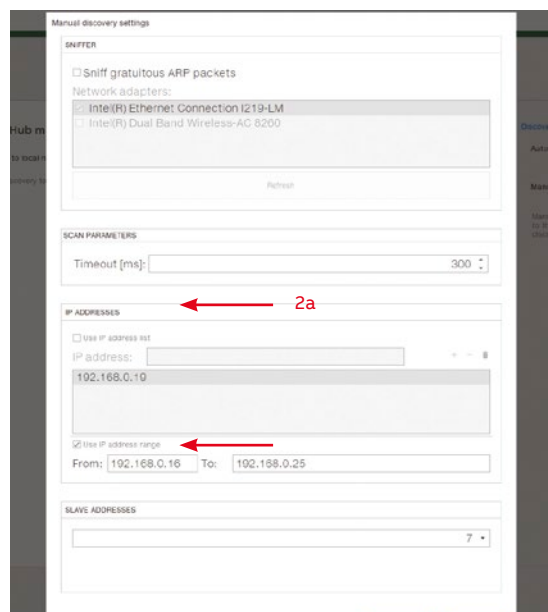 Manual discovery settings
SNIFFER
Sniff gratuitous ARP packets
Network adapters:
Intel(R) Ethernet Connection I219-LM
Intel(R) Dual Band Wireless-AC 8260
Hub m
to local n
Refresh
SCAN PARAMETERS
Timeout [ms]: 300
2a
IP ADDRESSES
Use IP address list
IP address:
192.168.0.10
Use IP address range
From: 192.168.0.16 To: 192.168.0.25
SLAVE ADDRESSES
7